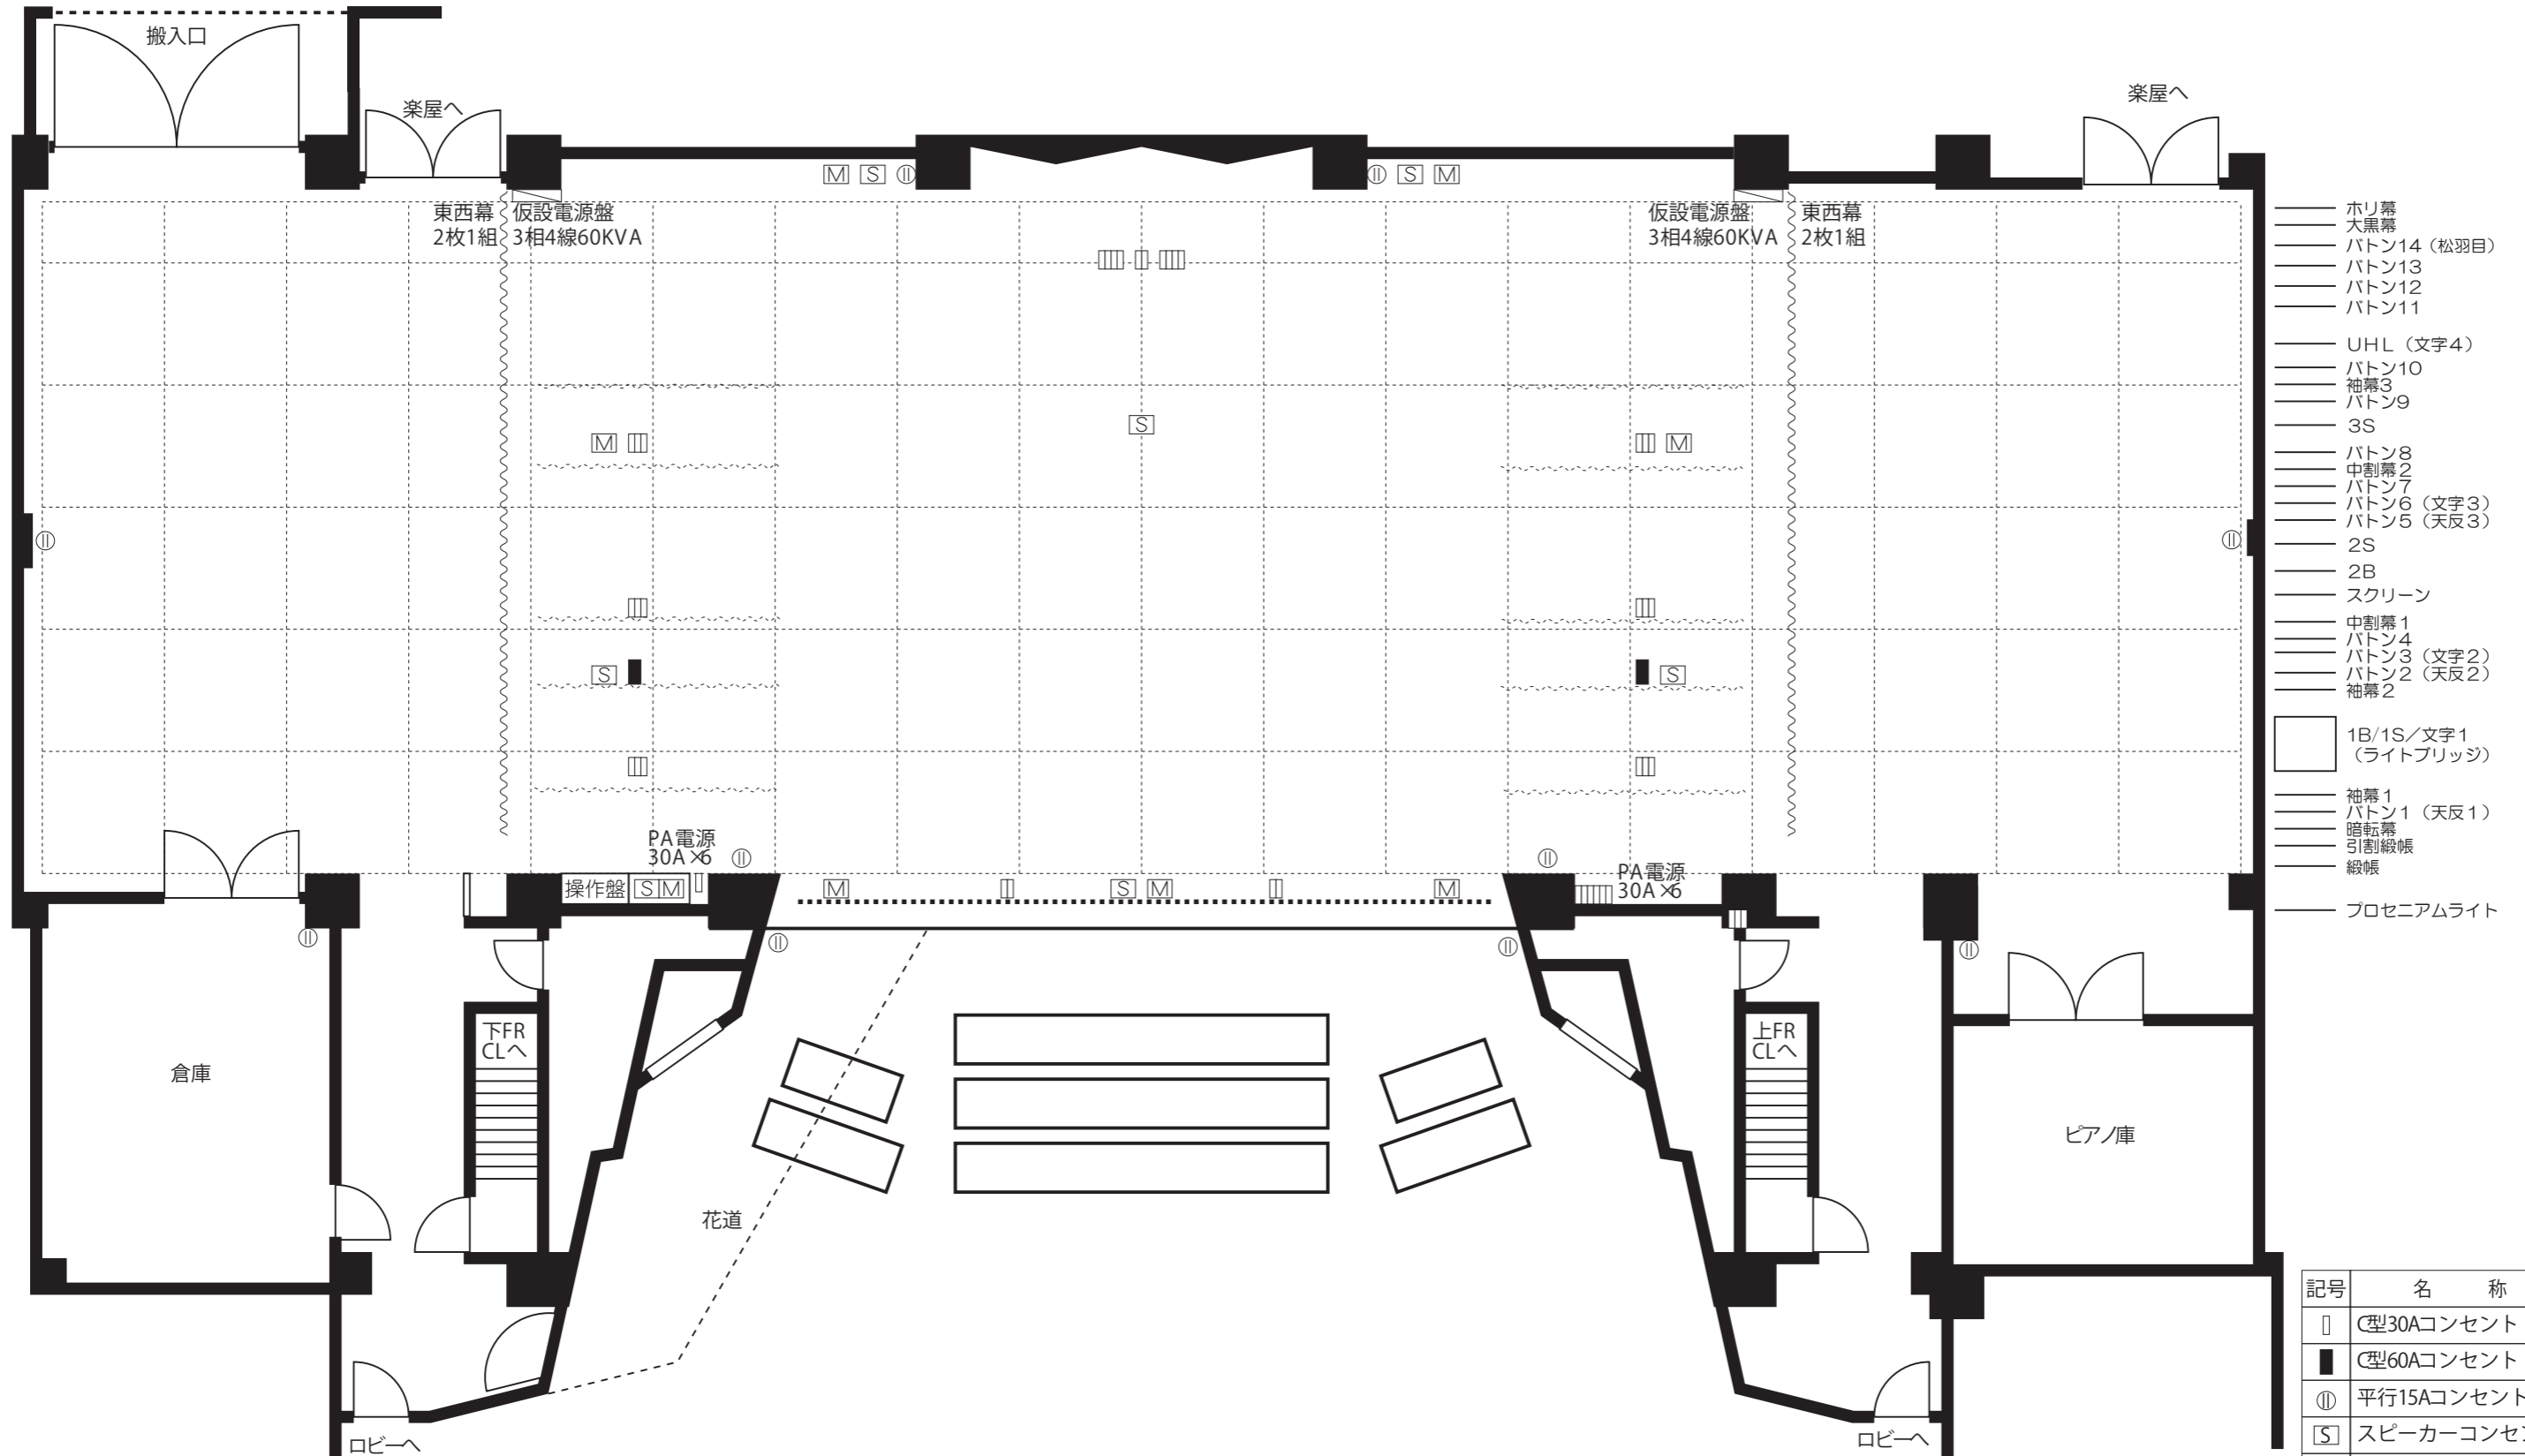 搬入口
楽屋へ
楽屋へ
M S
S M
東西幕
2枚1組
仮設電源盤
3相4線60KVA
仮設電源盤
3相4線60KVA
東西幕
2枚1組
S
M
M
S
S
PA電源
30A×6
操作盤
S M
M
S M
M
PA電源
30A×6
下FR
CLへ
上FR
CLへ
倉庫
花道
ピアノ庫
ロビーへ
ロビーへ
ホリ幕
大黒幕
バトン14（松羽目）
バトン13
バトン12
バトン11
UHL（文字4）
バトン10
袖幕3
バトン9
3S
バトン8
中割幕2
バトン7
バトン6（文字3）
バトン5（天反3）
2S
2B
スクリーン
中割幕1
バトン4
バトン3（文字2）
バトン2（天反2）
袖幕2
1B/1S／文字1
（ライトブリッジ）
袖幕1
バトン1（天反1）
暗転幕
引割緞帳
緞帳
プロセニアムライト
記号 名 称
C型30Aコンセント
C型60Aコンセント
平行15Aコンセント
S スピーカーコンセ